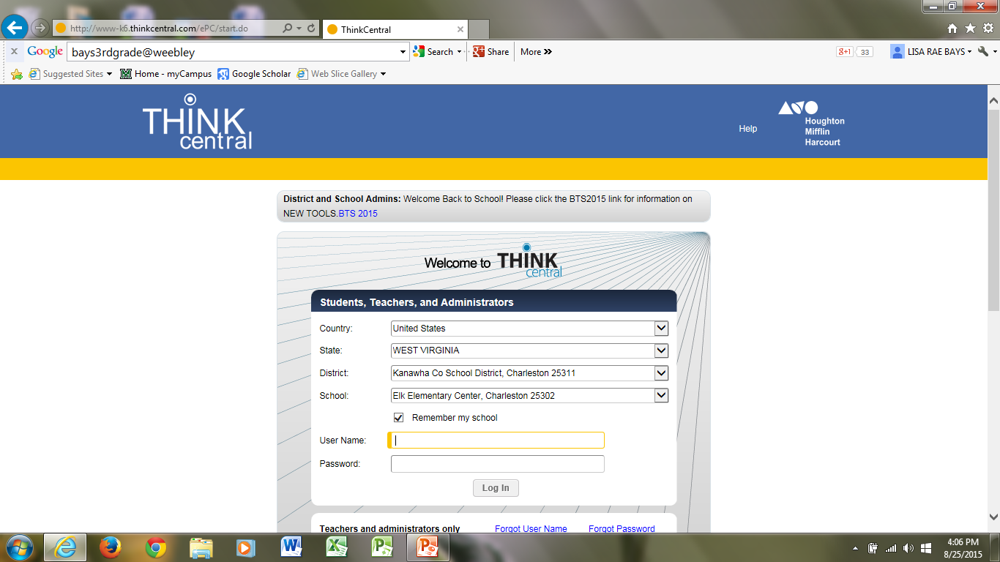 http://www-k6.thinkcentral.com/ePC/start.do
ThinkCentral
x Google bays3rdgrade@weebley Search Share More »
g+1 33 LISA RAE BAYS
Suggested Sites Home - myCampus Google Scholar Web Slice Gallery
THINK
central
Help
Houghton
Mifflin
Harcourt
District and School Admins: Welcome Back to School! Please click the BTS2015 link for information on
NEW TOOLS.BTS 2015
Welcome to THINK
central
Students, Teachers, and Administrators
Country: United States
State: WEST VIRGINIA
District: Kanawha Co School District, Charleston 25311
School: Elk Elementary Center, Charleston 25302
Remember my school
User Name:
Password:
Log In
Teachers and administrators only Forgot User Name Forgot Password
4:06 PM
8/25/2015